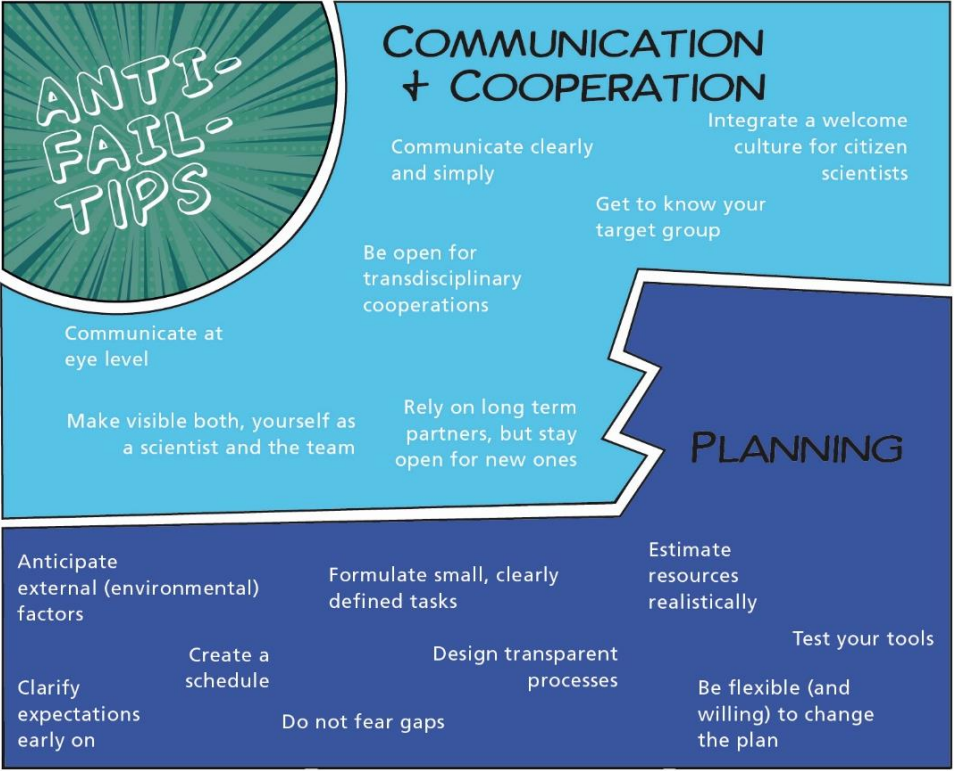 ANTI-
FAIL-
TIPS
COMMUNICATION
+ COOPERATION
Communicate clearly
and simply
Integrate a welcome
culture for citizen
scientists
Get to know your
target group
Be open for
transdisciplinary
cooperations
Communicate at
eye level
Make visible both, yourself as
a scientist and the team
Rely on long term
partners, but stay
open for new ones
PLANNING
Anticipate
external (environmental)
factors
Formulate small, clearly
defined tasks
Estimate
resources
realistically
Create a
schedule
Design transparent
processes
Test your tools
Clarify
expectations
early on
Do not fear gaps
Be flexible (and
willing) to change
the plan